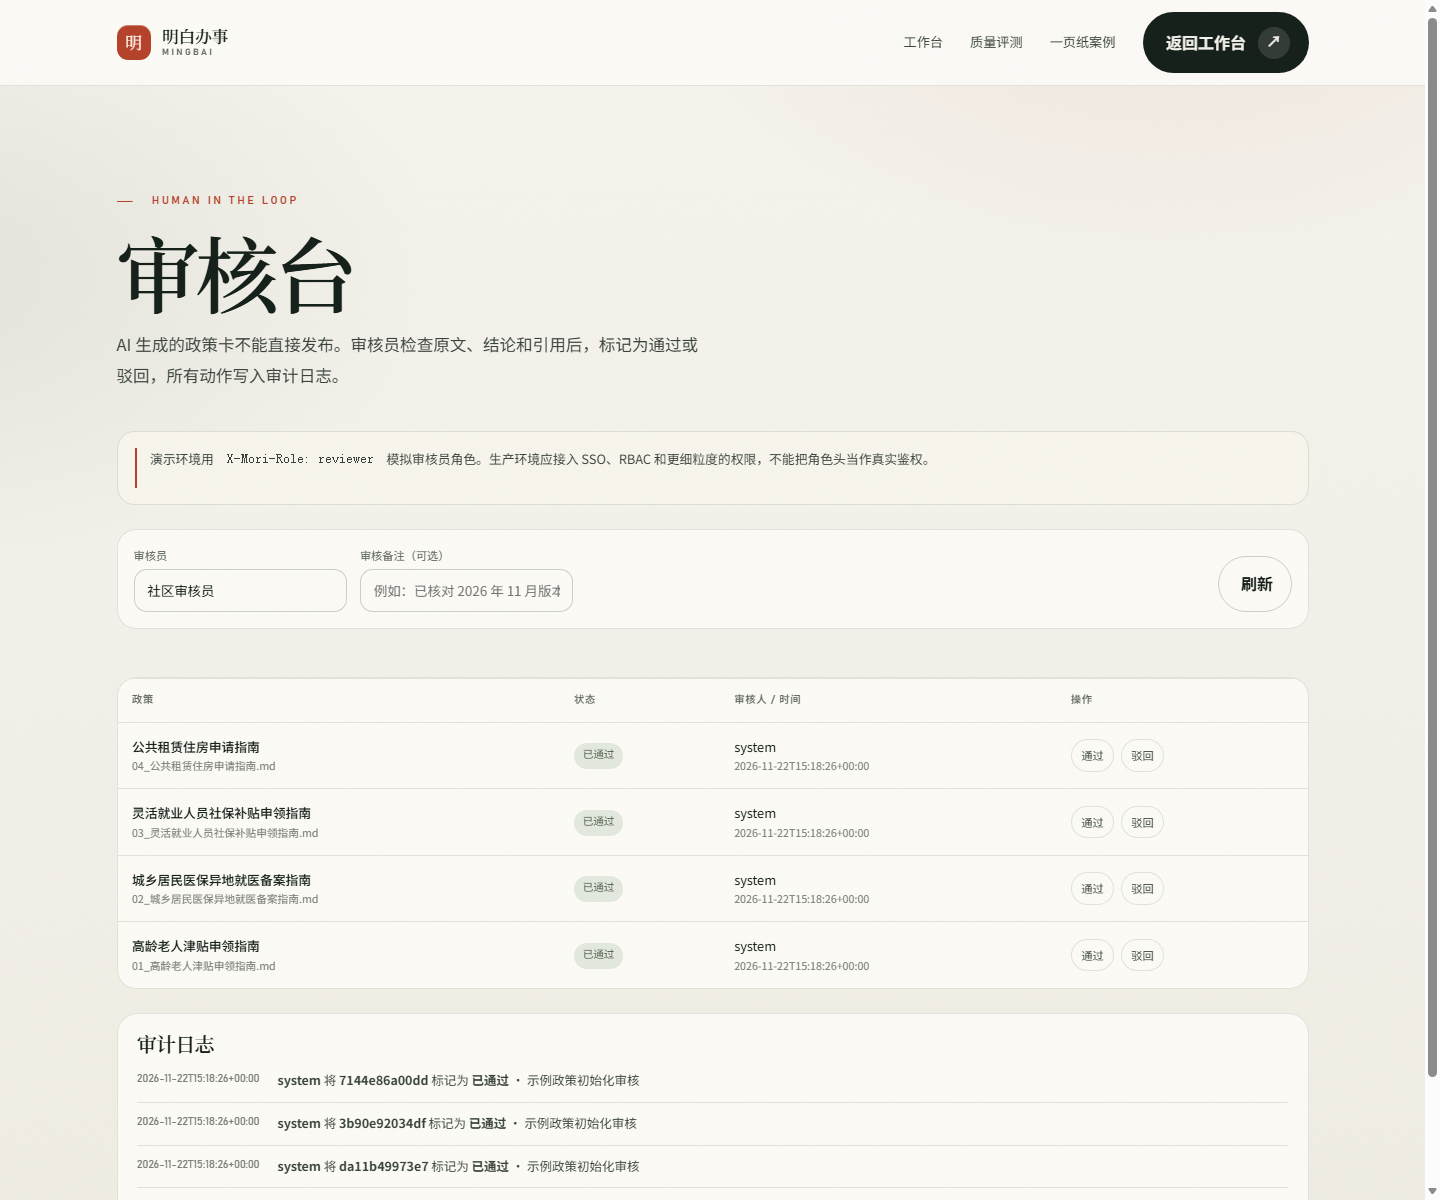 明
明白办事
MINGBAI
工作台
质量评测
一页纸案例
返回工作台 ↗
— HUMAN IN THE LOOP
审核台
AI 生成的政策卡不能直接发布。审核员检查原文、结论和引用后，标记为通过或
驳回，所有动作写入审计日志。
演示环境用 X-Mori-Role: reviewer 模拟审核员角色。生产环境应接入 SSO、RBAC 和更细粒度的权限，不能把角色头当作真实鉴权。
审核员
社区审核员
审核备注（可选）
例如：已核对 2026 年 11 月版本
刷新
政策 状态 审核人 / 时间 操作
公共租赁住房申请指南
04_公共租赁住房申请指南.md
已通过
system
2026-11-22T15:18:26+00:00
通过 驳回
灵活就业人员社保补贴申领指南
03_灵活就业人员社保补贴申领指南.md
已通过
system
2026-11-22T15:18:26+00:00
通过 驳回
城乡居民医保异地就医备案指南
02_城乡居民医保异地就医备案指南.md
已通过
system
2026-11-22T15:18:26+00:00
通过 驳回
高龄老人津贴申领指南
01_高龄老人津贴申领指南.md
已通过
system
2026-11-22T15:18:26+00:00
通过 驳回
审计日志
2026-11-22T15:18:26+00:00 system 将 7144e86a00dd 标记为 已通过 · 示例政策初始化审核
2026-11-22T15:18:26+00:00 system 将 3b90e92034df 标记为 已通过 · 示例政策初始化审核
2026-11-22T15:18:26+00:00 system 将 da11b49973e7 标记为 已通过 · 示例政策初始化审核